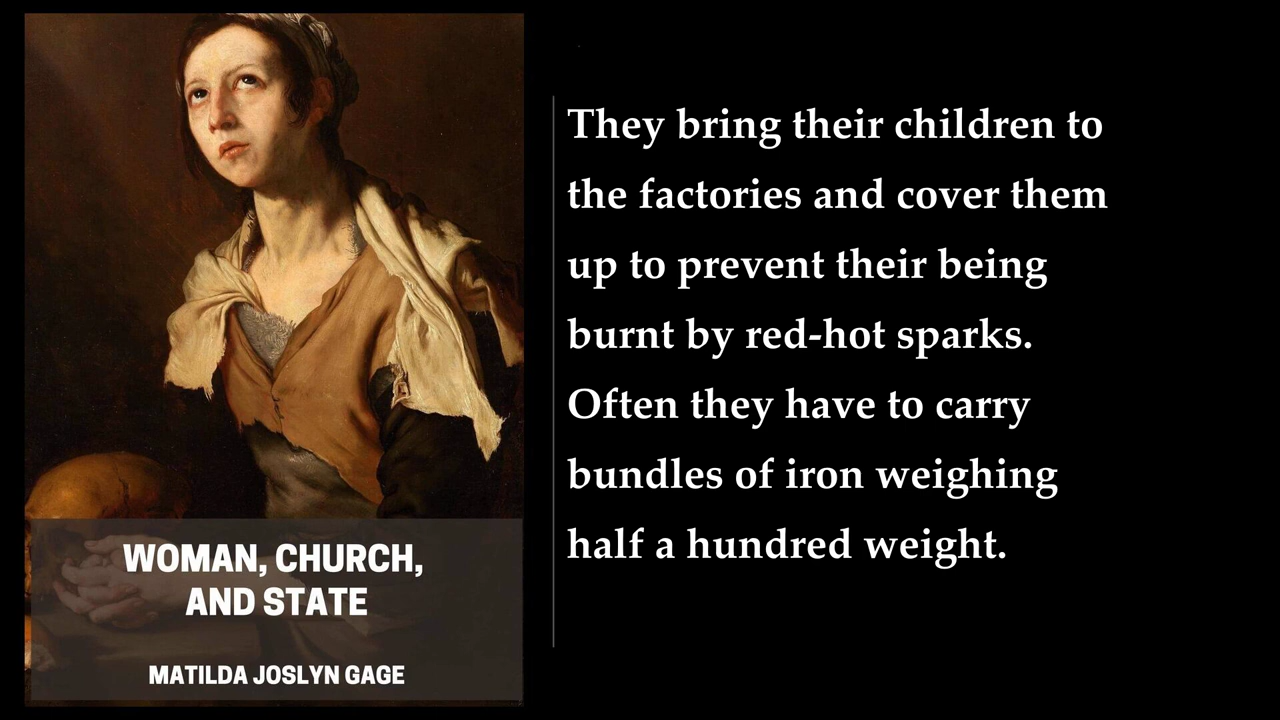 WOMAN, CHURCH,
AND STATE
MATILDA JOSLYN GAGE
They bring their children to
the factories and cover them
up to prevent their being
burnt by red-hot sparks.
Often they have to carry
bundles of iron weighing
half a hundred weight.